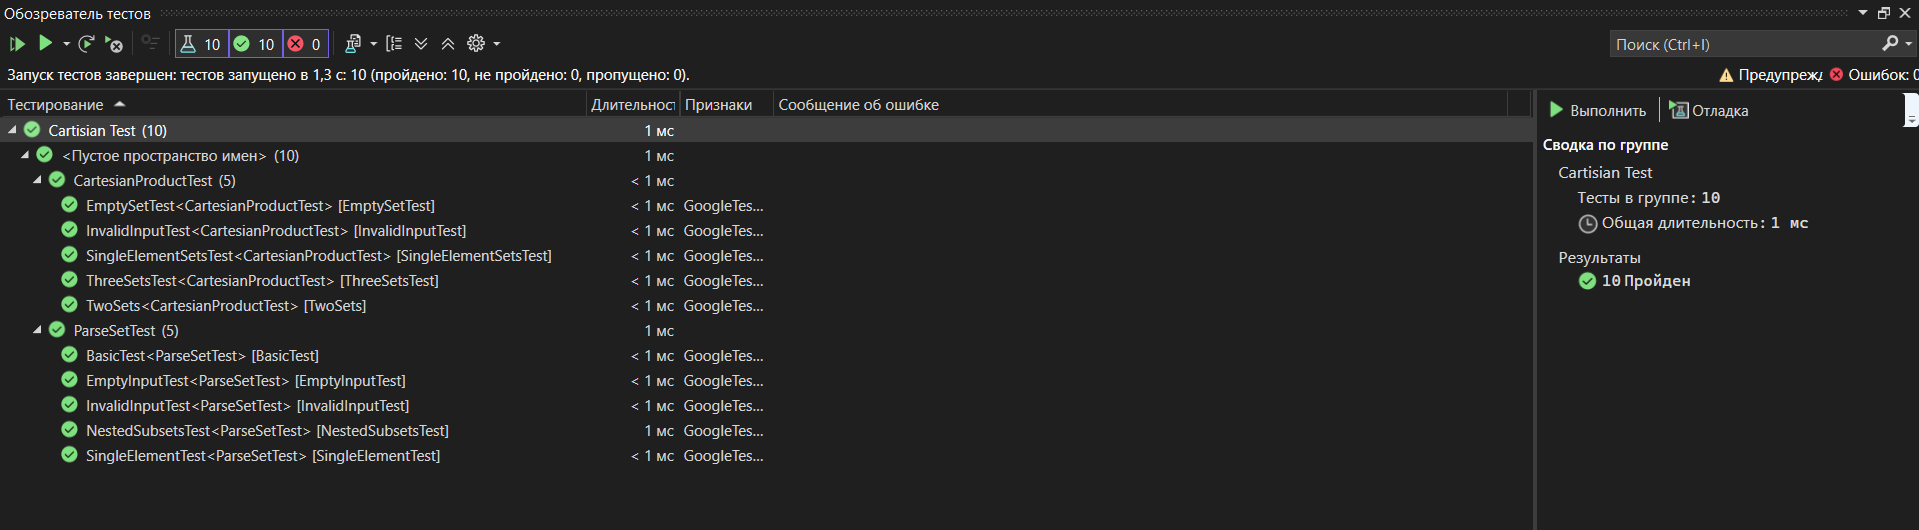 Обозреватель тестов
10 10 0
Поиск (Ctrl+I)
Запуск тестов завершен: тестов запущено в 1,3 с: 10 (пройдено: 10, не пройдено: 0, пропущено: 0).
Предупрежд Ошибок: 0
Тестирование Длительност Признаки Сообщение об ошибке
Cartisian Test (10) 1 мс
<Пустое пространство имен> (10) 1 мс
CartesianProductTest (5) < 1 мс
EmptySetTest<CartesianProductTest> [EmptySetTest] < 1 мс GoogleTes...
InvalidInputTest<CartesianProductTest> [InvalidInputTest] < 1 мс GoogleTes...
SingleElementSetsTest<CartesianProductTest> [SingleElementSetsTest] < 1 мс GoogleTes...
ThreeSetsTest<CartesianProductTest> [ThreeSetsTest] < 1 мс GoogleTes...
TwoSets<CartesianProductTest> [TwoSets] < 1 мс GoogleTes...
ParseSetTest (5) 1 мс
BasicTest<ParseSetTest> [BasicTest] < 1 мс GoogleTes...
EmptyInputTest<ParseSetTest> [EmptyInputTest] < 1 мс GoogleTes...
InvalidInputTest<ParseSetTest> [InvalidInputTest] < 1 мс GoogleTes...
NestedSubsetsTest<ParseSetTest> [NestedSubsetsTest] 1 мс GoogleTes...
SingleElementTest<ParseSetTest> [SingleElementTest] < 1 мс GoogleTes...
Выполнить Отладка
Сводка по группе
Cartisian Test
Тесты в группе: 10
Общая длительность: 1 мс
Результаты
10 Пройден